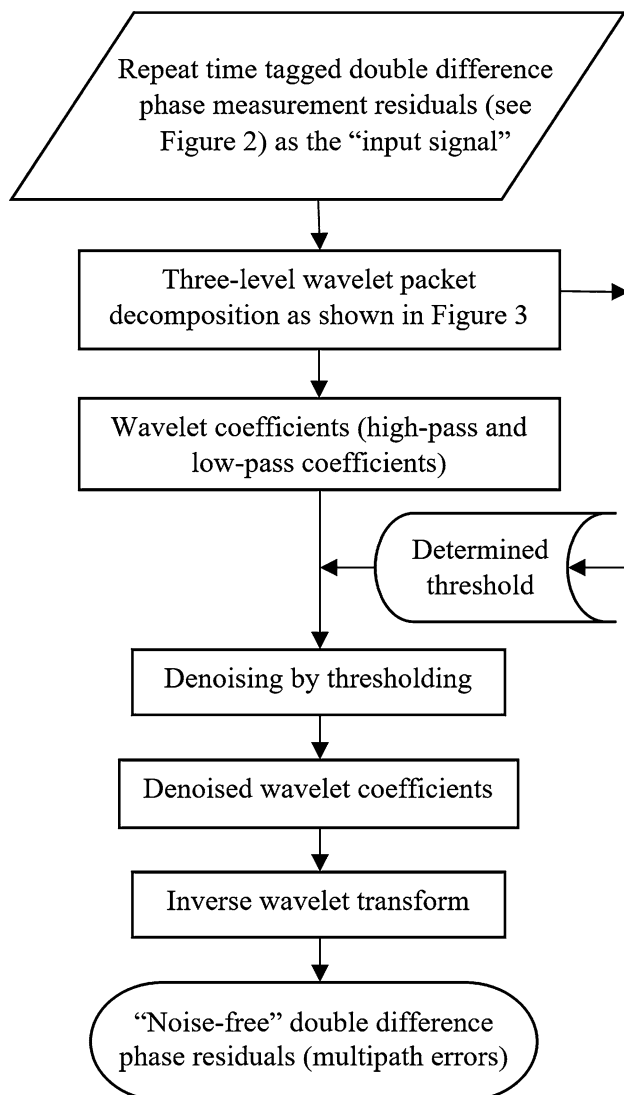 Repeat time tagged double difference
phase measurement residuals (see
Figure 2) as the “input signal”
Three-level wavelet packet
decomposition as shown in Figure 3
Wavelet coefficients (high-pass and
low-pass coefficients)
Determined
threshold
Denoising by thresholding
Denoised wavelet coefficients
Inverse wavelet transform
“Noise-free” double difference
phase residuals (multipath errors)